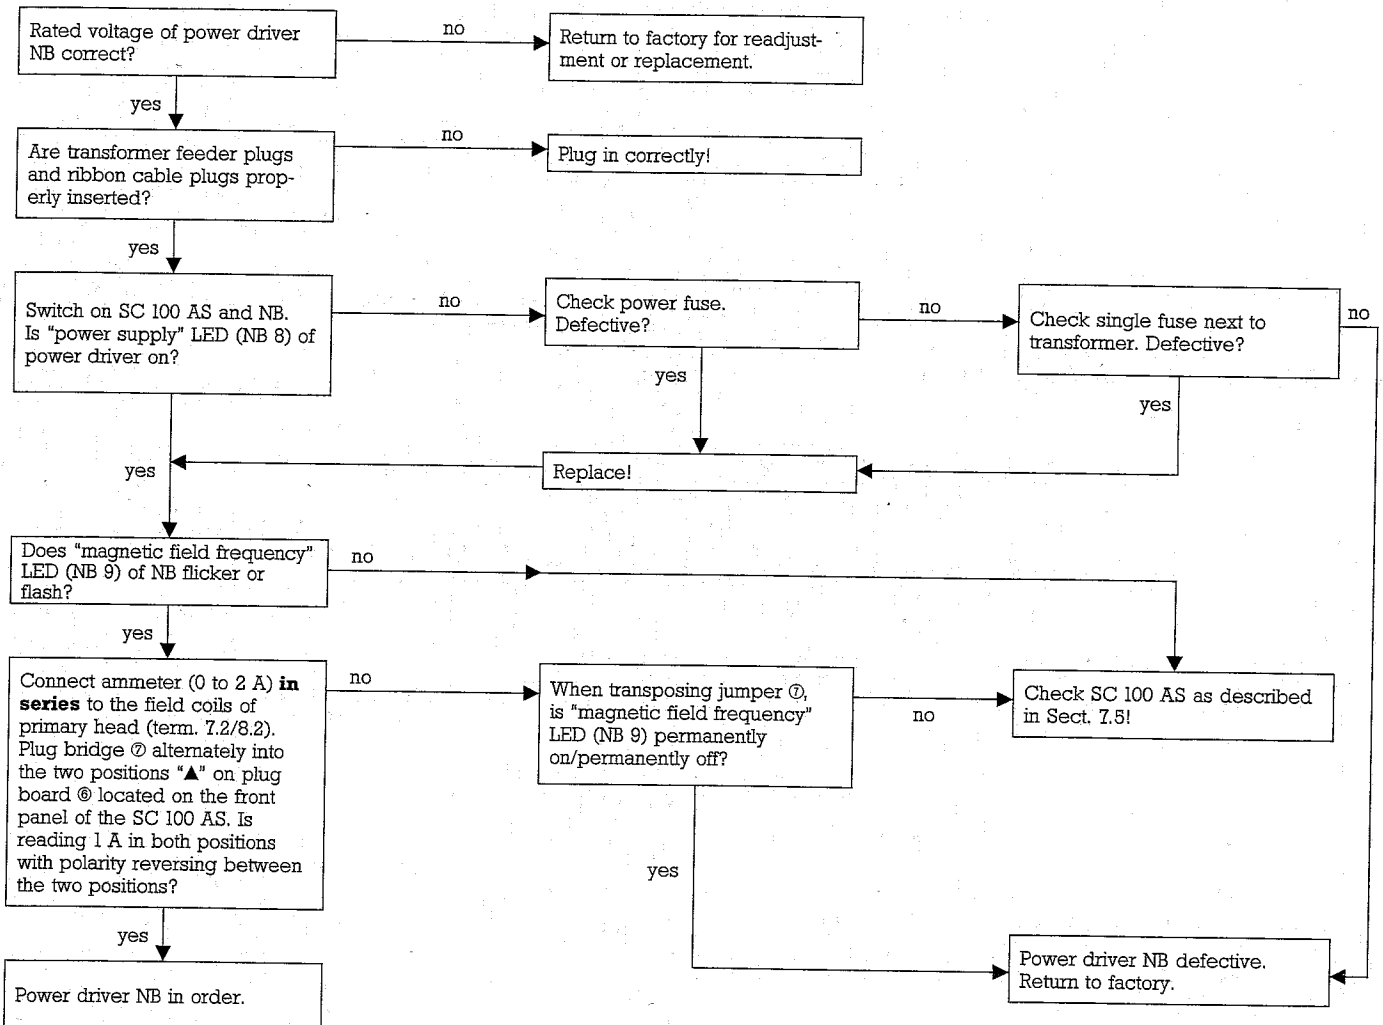 Rated voltage of power driver
NB correct?
no
Return to factory for readjust-
ment or replacement.
yes
Are transformer feeder plugs
and ribbon cable plugs prop-
erly inserted?
no
Plug in correctly!
yes
Switch on SC 100 AS and NB.
Is “power supply” LED (NB 8) of
power driver on?
no
Check power fuse.
Defective?
no
Check single fuse next to
transformer. Defective?
no
yes
yes
yes
Replace!
Does “magnetic field frequency”
LED (NB 9) of NB flicker or
flash?
no
yes
Connect ammeter (0 to 2 A) in
series to the field coils of
primary head (term. 7.2/8.2).
Plug bridge ⑦ alternately into
the two positions “▲” on plug
board ⑥ located on the front
panel of the SC 100 AS. Is
reading 1 A in both positions
with polarity reversing between
the two positions?
no
When transposing jumper ⑦,
is “magnetic field frequency”
LED (NB 9) permanently
on/permanently off?
no
Check SC 100 AS as described
in Sect. 7.5!
yes
yes
Power driver NB in order.
Power driver NB defective.
Return to factory.